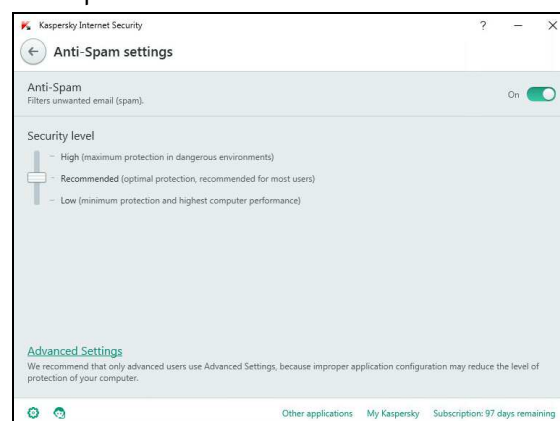 Kaspersky Internet Security ? — ×
Anti-Spam settings
Anti-Spam
On
Filters unwanted email (spam).
Security level
High (maximum protection in dangerous environments)
Recommended (optimal protection, recommended for most users)
Low (minimum protection and highest computer performance)
Advanced Settings
We recommend that only advanced users use Advanced Settings, because improper application configuration may reduce the level of
protection of your computer.
Other applications My Kaspersky Subscription: 97 days remaining